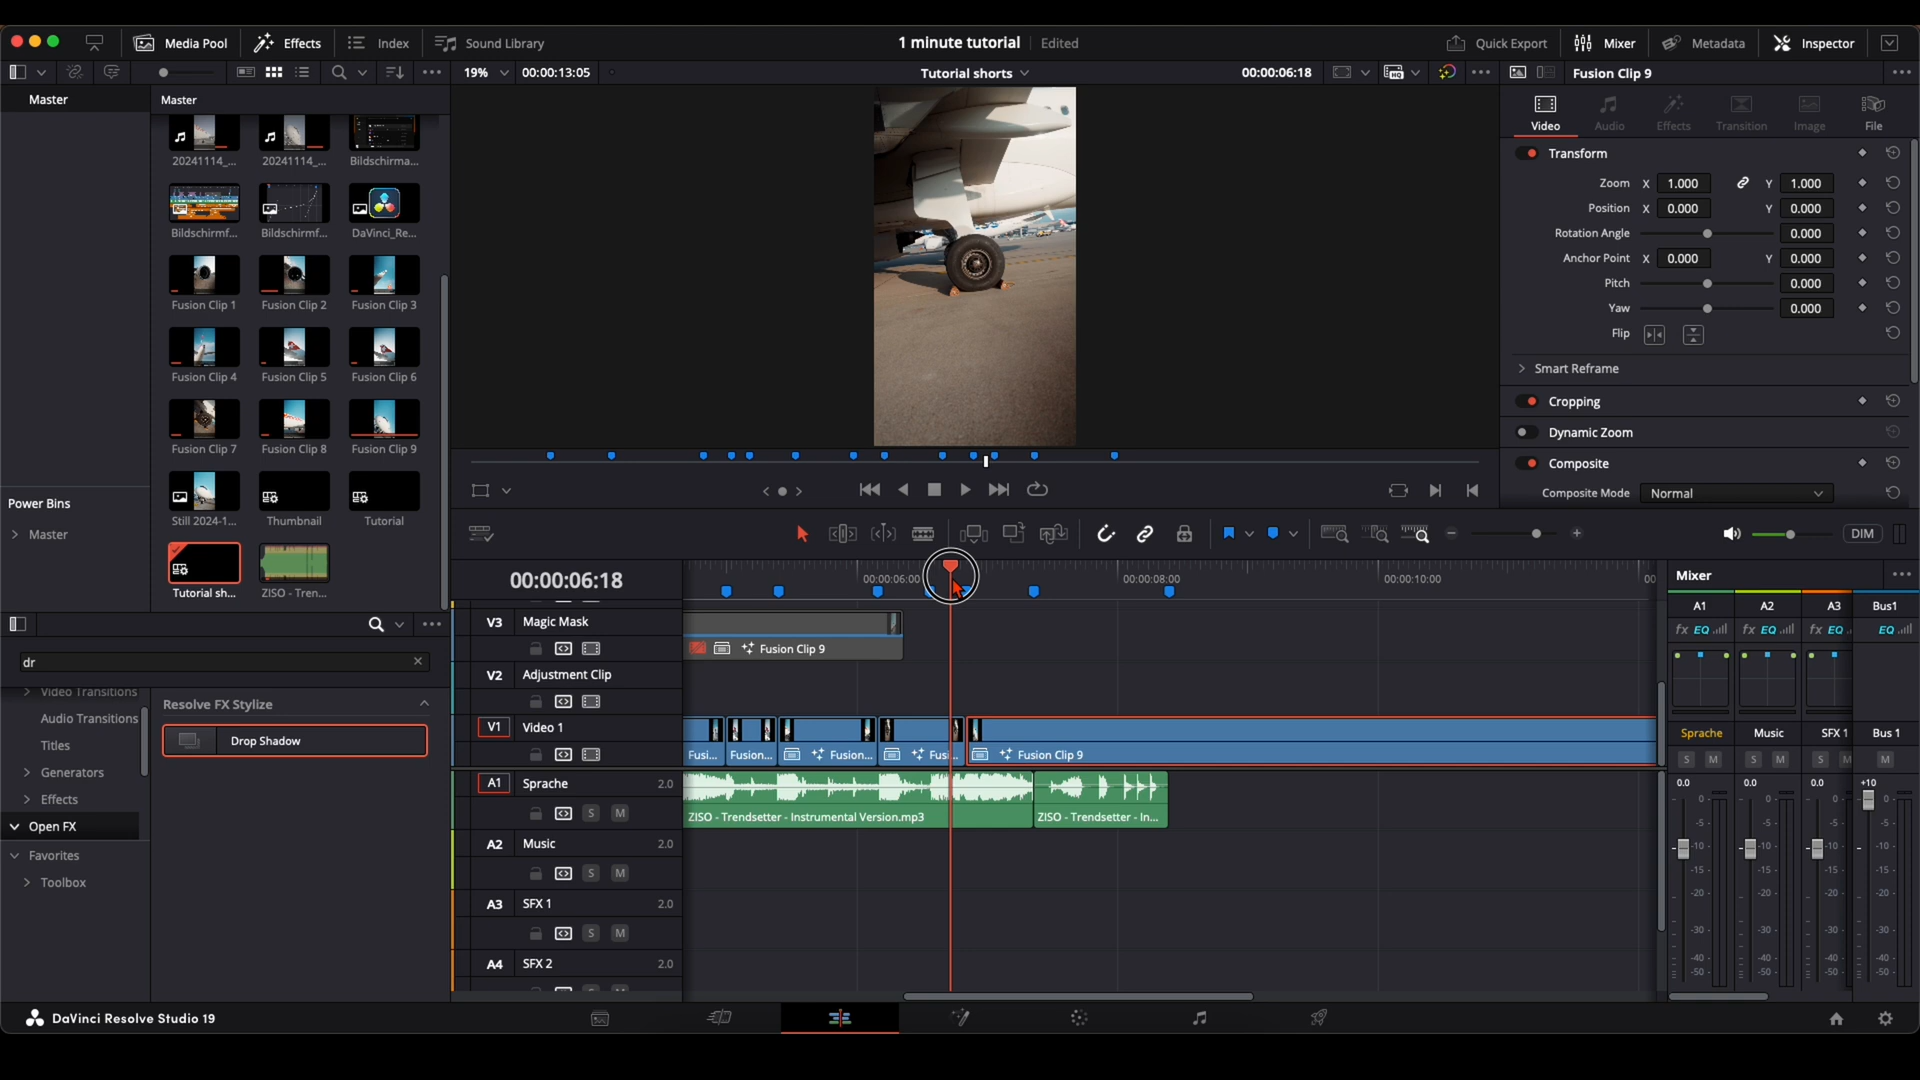 Media Pool
Effects
Index
Sound Library
1 minute tutorial
Edited
Quick Export
Mixer
Metadata
Inspector
19%
00:00:13:05
Tutorial shorts
00:00:06:18
Fusion Clip 9
Master
Master
Video
Audio
Effects
Transition
Image
File
20241114_...
20241114_...
Bildschirma...
Bildschirmf...
Bildschirmf...
DaVinci_Re...
Fusion Clip 1
Fusion Clip 2
Fusion Clip 3
Fusion Clip 4
Fusion Clip 5
Fusion Clip 6
Fusion Clip 7
Fusion Clip 8
Fusion Clip 9
Still 2024-1...
Thumbnail
Tutorial
Tutorial sh...
ZISO - Tren...
Power Bins
Master
Transform
Zoom X 1.000 Y 1.000
Position X 0.000 Y 0.000
Rotation Angle 0.000
Anchor Point X 0.000 Y 0.000
Pitch 0.000
Yaw 0.000
Flip
Smart Reframe
Cropping
Dynamic Zoom
Composite
Composite Mode Normal
DIM
00:00:06:18
00:00:06:00
00:00:08:00
00:00:10:00
00
V3 Magic Mask
Fusion Clip 9
V2 Adjustment Clip
V1 Video 1
Fusi...
Fusion...
Fusion...
Fusi...
Fusion Clip 9
A1 Sprache 2.0
S M
ZISO - Trendsetter - Instrumental Version.mp3
ZISO - Trendsetter - In...
A2 Music 2.0
S M
A3 SFX 1 2.0
S M
A4 SFX 2 2.0
dr
Video Transitions
Audio Transitions
Titles
Generators
Effects
Open FX
Favorites
Toolbox
Resolve FX Stylize
Drop Shadow
Mixer
A1 A2 A3 Bus1
fx EQ fx EQ fx EQ EQ
Sprache Music SFX 1 Bus 1
S M S M S M M
0.0 0.0 0.0 +10
0 0 0 0
-5 -5 -5 -5
-10 -10 -10 -10
-15 -15 -15 -15
-20 -20 -20 -20
-30 -30 -30 -30
-40 -40 -40 -40
-50 -50 -50 -50
DaVinci Resolve Studio 19